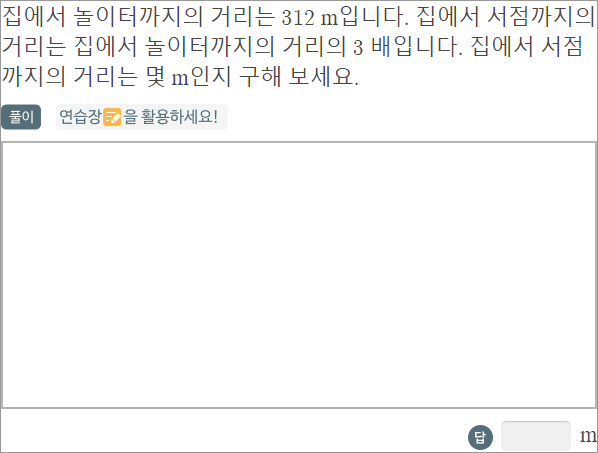 집에서 놀이터까지의 거리는 312 m입니다. 집에서 서점까지의
거리는 집에서 놀이터까지의 거리의 3 배입니다. 집에서 서점
까지의 거리는 몇 m인지 구해 보세요.
풀이 연습장을 활용하세요!
답 m